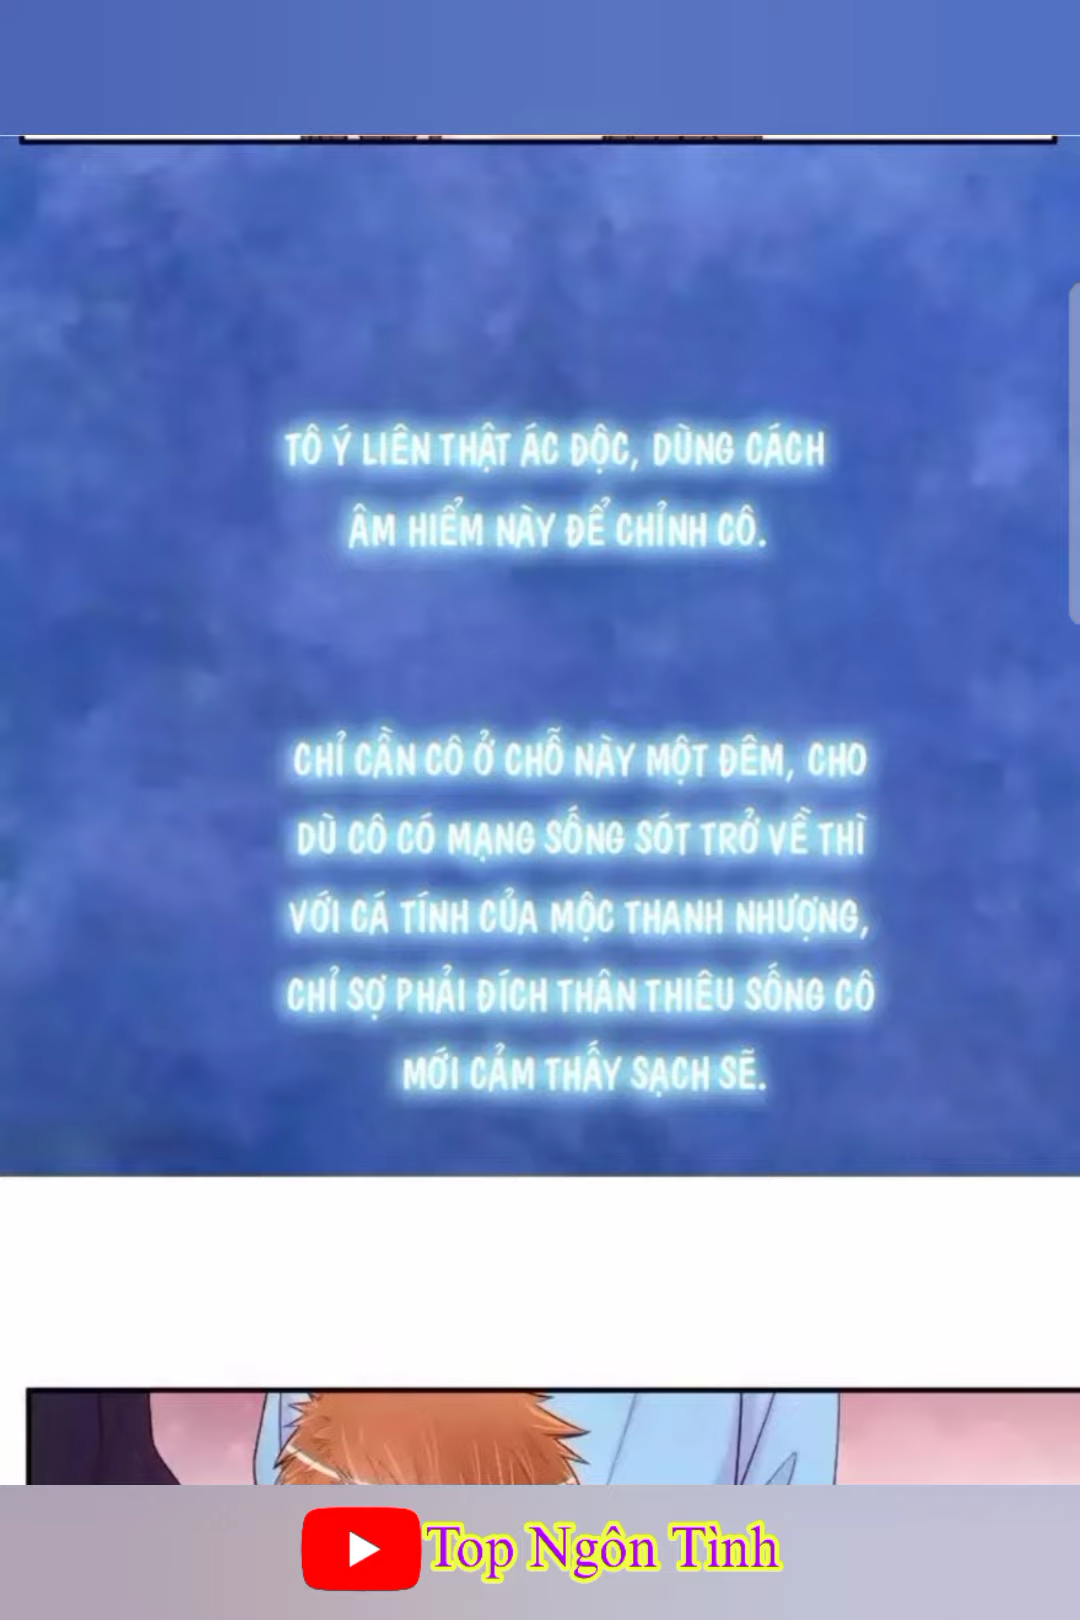 TÔ Ý LIÊN THẬT ÁC ĐỘC, DÙNG CÁCH
ÂM HIỂM NÀY ĐỂ CHỈNH CÔ.
CHỈ CẦN CÔ Ở CHỖ NÀY MỘT ĐÊM, CHO
DÙ CÔ CÓ MẠNG SỐNG SÓT TRỞ VỀ THÌ
VỚI CÁ TÍNH CỦA MỘC THANH NHƯỢNG,
CHỈ SỢ PHẢI ĐÍCH THÂN THIÊU SỐNG CÔ
MỚI CẢM THẤY SẠCH SẼ.
Top Ngôn Tình